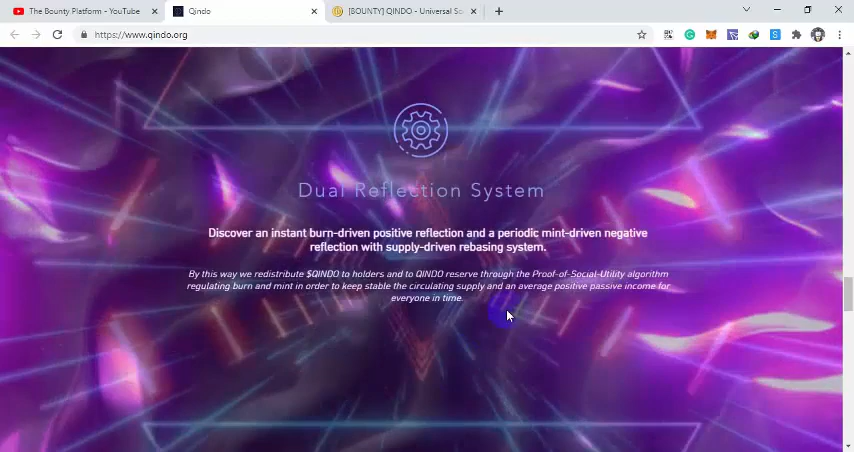 The Bounty Platform - YouTube
Qindo
[BOUNTY] QINDO - Universal So
https://www.qindo.org
Dual Reflection System
Discover an instant burn-driven positive reflection and a periodic mint-driven negative
reflection with supply-driven rebasing system.
By this way we redistribute $QINDO to holders and to QINDO reserve through the Proof-of-Social-Utility algorithm
regulating burn and mint in order to keep stable the circulating supply and an average positive passive income for
everyone in time.